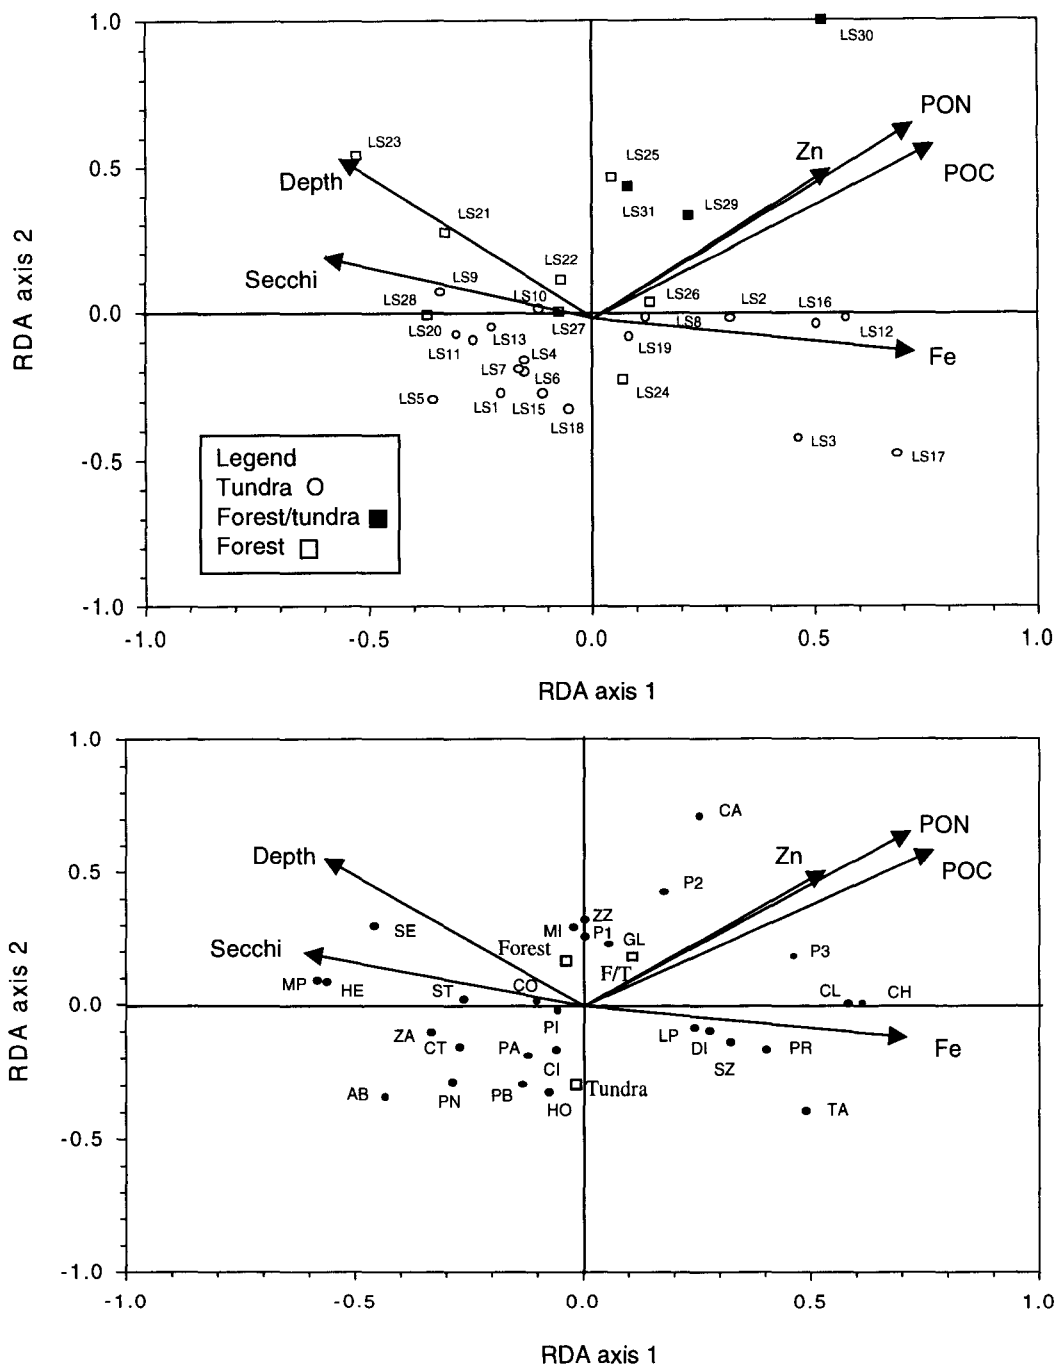 1.0
LS30
PON
LS23
LS25
Zn
0.5
POC
Depth
LS31
LS29
LS21
RDA axis 2
LS22
Secchi
LS9
LS10
LS26
LS2
LS16
LS28
0.0
LS20
LS13
LS27
LS8
LS12
LS11
LS4
LS19
Fe
LS7
LS6
LS24
LS5
LS1
LS15
LS18
LS3
LS17
-0.5
Legend
Tundra
Forest/tundra
Forest
-1.0
-1.0
-0.5
0.0
0.5
1.0
RDA axis 1
1.0
CA
PON
Depth
Zn
0.5
POC
P2
SE
MI
ZZ
P1
GL
RDA axis 2
Secchi
Forest
F/T
P3
MP
HE
ST
CO
CL
CH
0.0
ZA
CT
PA
PI
LP
DI
PR
Fe
CI
SZ
AB
PN
PB
HO
Tundra
TA
-0.5
-1.0
-1.0
-0.5
0.0
0.5
1.0
RDA axis 1